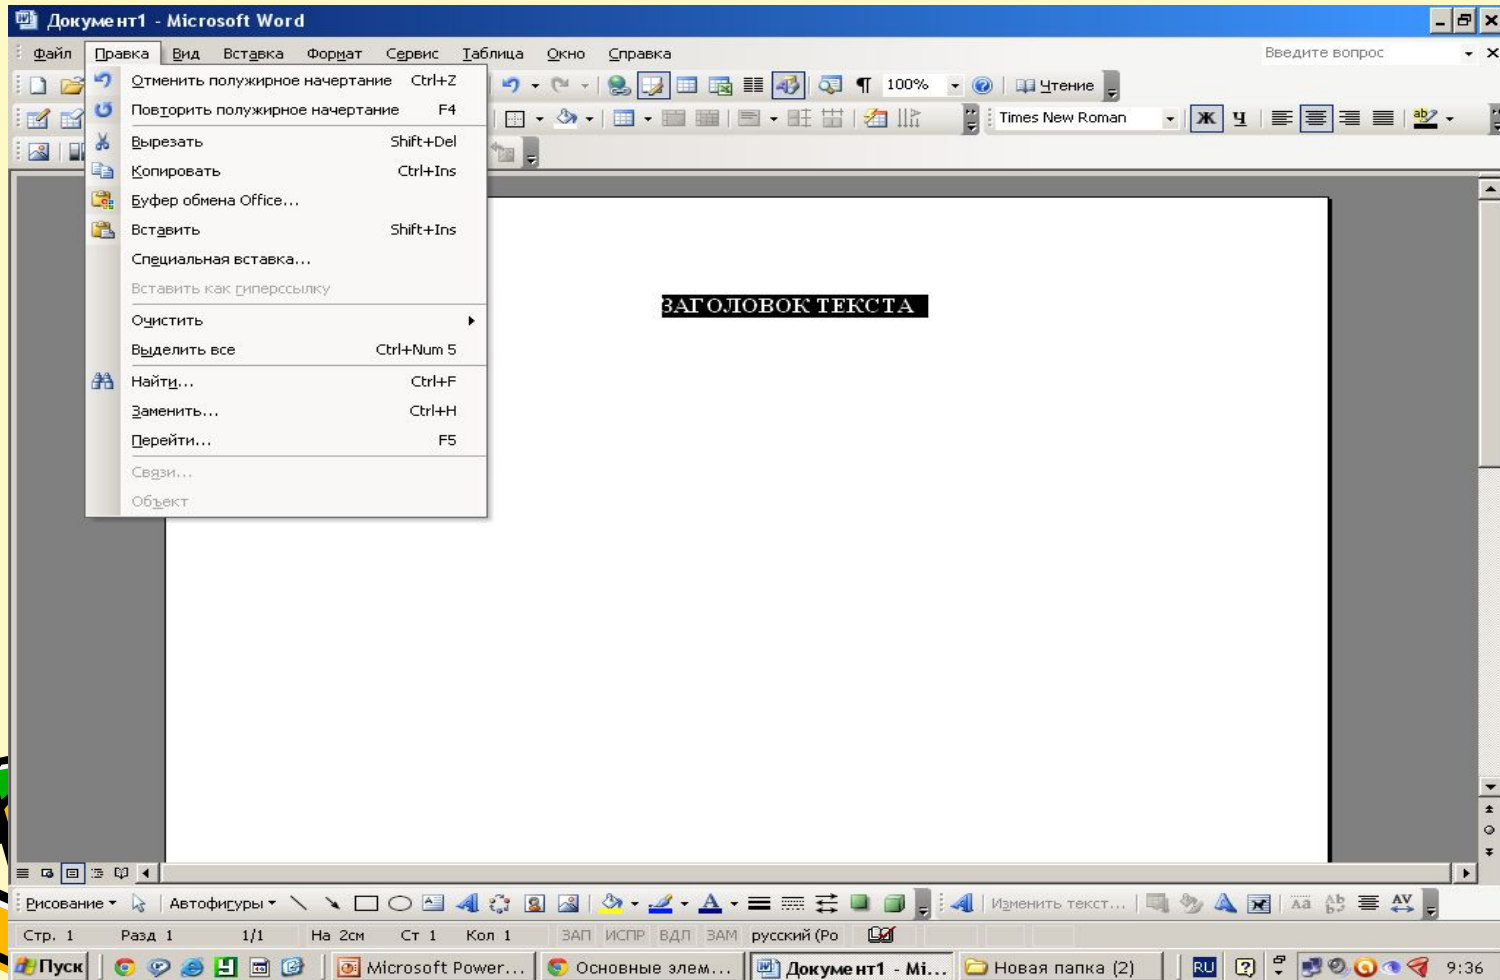 Документ1 - Microsoft Word
Файл Правка Вид Вставка Формат Сервис Таблица Окно Справка Введите вопрос
100% Чтение
Times New Roman Ж Ч
Отменить полужирное начертание Ctrl+Z
Повторить полужирное начертание F4
Вырезать Shift+Del
Копировать Ctrl+Ins
Буфер обмена Office...
Вставить Shift+Ins
Специальная вставка...
Вставить как гиперссылку
Очистить
Выделить все Ctrl+Num 5
Найти... Ctrl+F
Заменить... Ctrl+H
Перейти... F5
Связи...
Объект
ЗАГОЛОВОК ТЕКСТА
Рисование Автофигуры Изменить текст...
Стр. 1 Разд 1 1/1 На 2см Ст 1 Кол 1 ЗАП ИСПР ВДЛ ЗАМ русский (Ро
Пуск Microsoft Power... Основные элем... Документ1 - Mi... Новая папка (2) RU 9:36